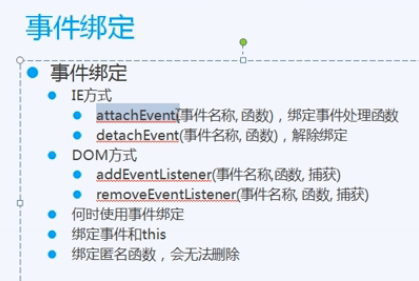 事件绑定
事件绑定
IE方式
attachEvent(事件名称, 函数)，绑定事件处理函数
detachEvent(事件名称, 函数)，解除绑定
DOM方式
addEventListener(事件名称,函数, 捕获)
removeEventListener(事件名称, 函数, 捕获)
何时使用事件绑定
绑定事件和this
绑定匿名函数，会无法删除